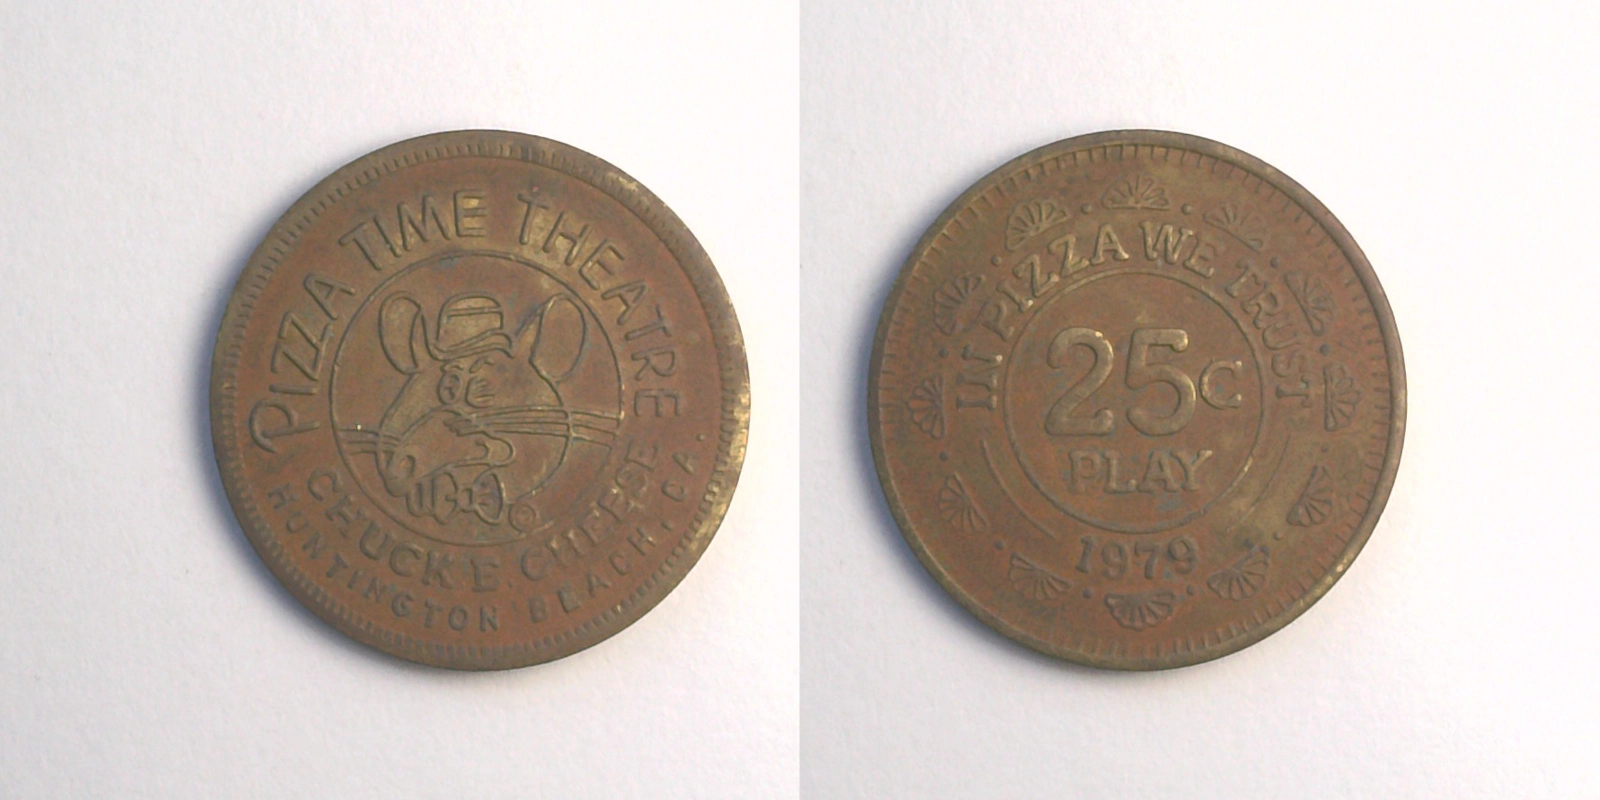 PIZZA TIME THEATRE
CHUCK E. CHEESE
HUNTINGTON BEACH, CA.
IN PIZZA WE TRUST
25¢
PLAY
1979